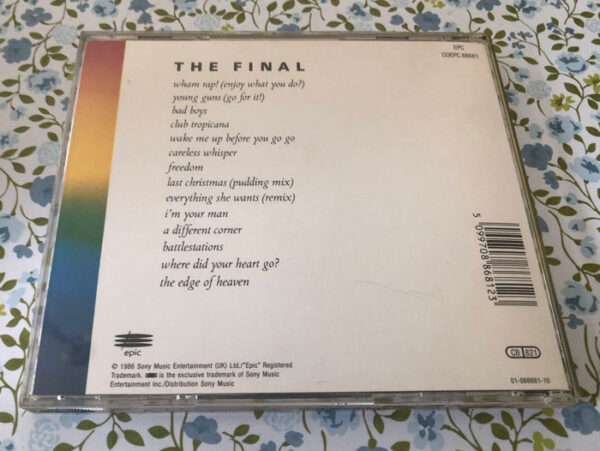 EPC
CDEPC 88681
THE FINAL
wham rap! (enjoy what you do?)
young guns (go for it!)
bad boys
club tropicana
wake me up before you go go
careless whisper
freedom
last christmas (pudding mix)
everything she wants (remix)
i'm your man
a different corner
battlestations
where did your heart go?
the edge of heaven
5 099708 868123
epic
CB 821
© 1986 Sony Music Entertainment (UK) Ltd./"Epic" Registered
Trademark. is the exclusive trademark of Sony Music
Entertainment Inc./Distribution Sony Music
01-088681-10